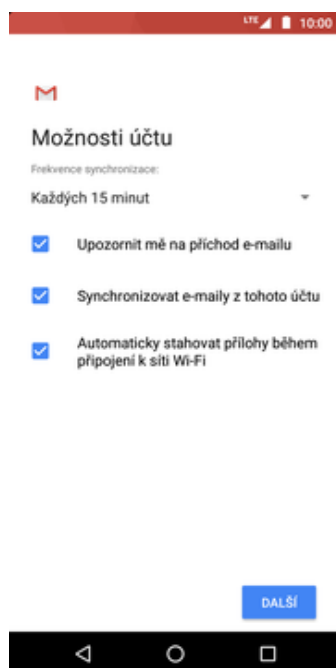 LTE 10:00
Možnosti účtu
Frekvence synchronizace:
Každých 15 minut
Upozornit mě na příchod e-mailu
Synchronizovat e-maily z tohoto účtu
Automaticky stahovat přílohy během
připojení k síti Wi-Fi
DALŠÍ